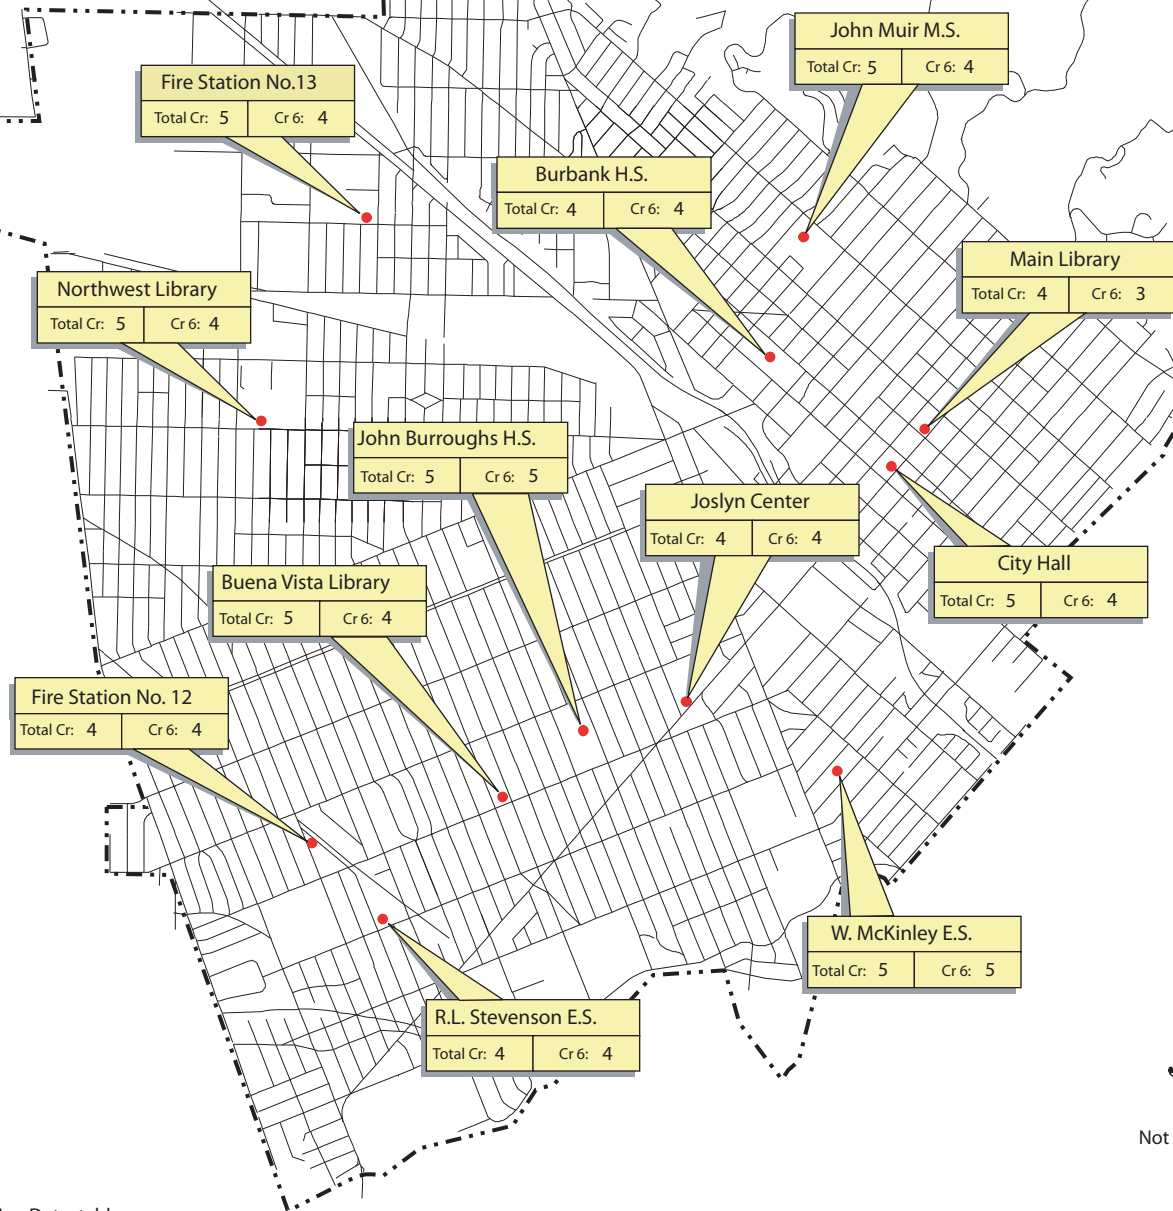 John Muir M.S.
Total Cr: 5 Cr 6: 4
Fire Station No.13
Total Cr: 5 Cr 6: 4
Burbank H.S.
Total Cr: 4 Cr 6: 4
Main Library
Total Cr: 4 Cr 6: 3
Northwest Library
Total Cr: 5 Cr 6: 4
John Burroughs H.S.
Total Cr: 5 Cr 6: 5
Joslyn Center
Total Cr: 4 Cr 6: 4
City Hall
Total Cr: 5 Cr 6: 4
Buena Vista Library
Total Cr: 5 Cr 6: 4
Fire Station No. 12
Total Cr: 4 Cr 6: 4
W. McKinley E.S.
Total Cr: 5 Cr 6: 5
R.L. Stevenson E.S.
Total Cr: 4 Cr 6: 4
Not